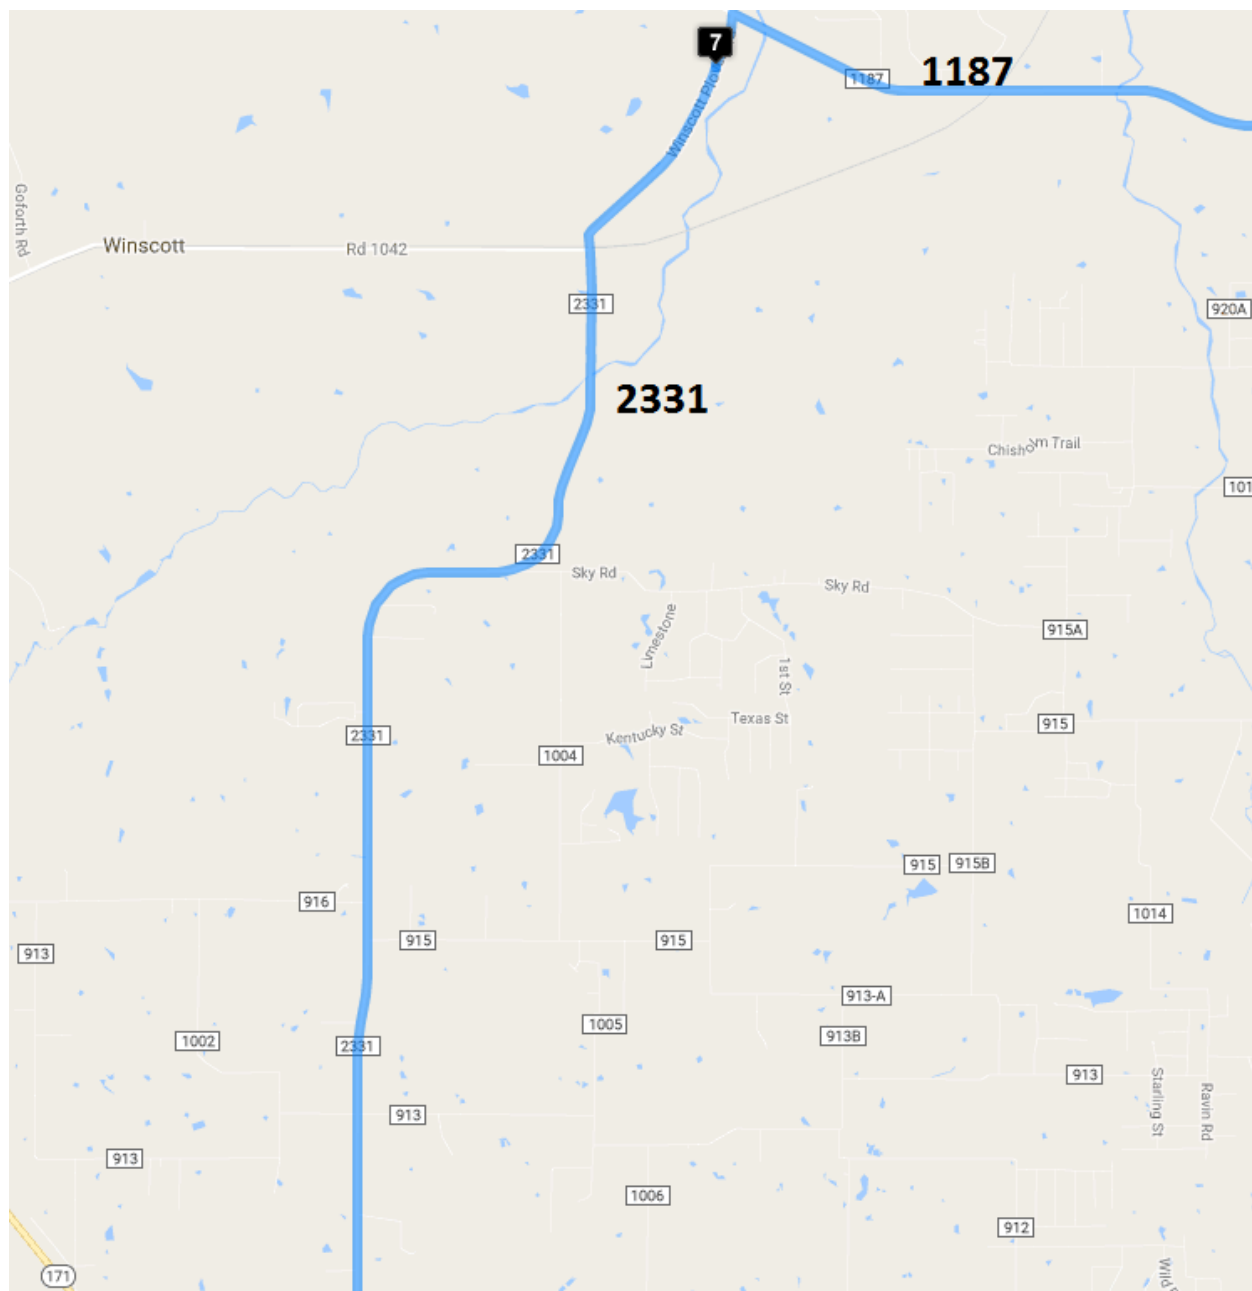 7
1187
1187
Winscott Plov
Goforth Rd
Winscott
Rd 1042
2331
920A
2331
Chisholm Trail
101
2331
Sky Rd
Sky Rd
Limestone
915A
1st St
Texas St
915
Kentucky St
2331
1004
915
915B
916
1014
915
915
913
913-A
1005
913B
1002
2331
913
Starling St
Ravin Rd
913
913
1006
912
Wild
171